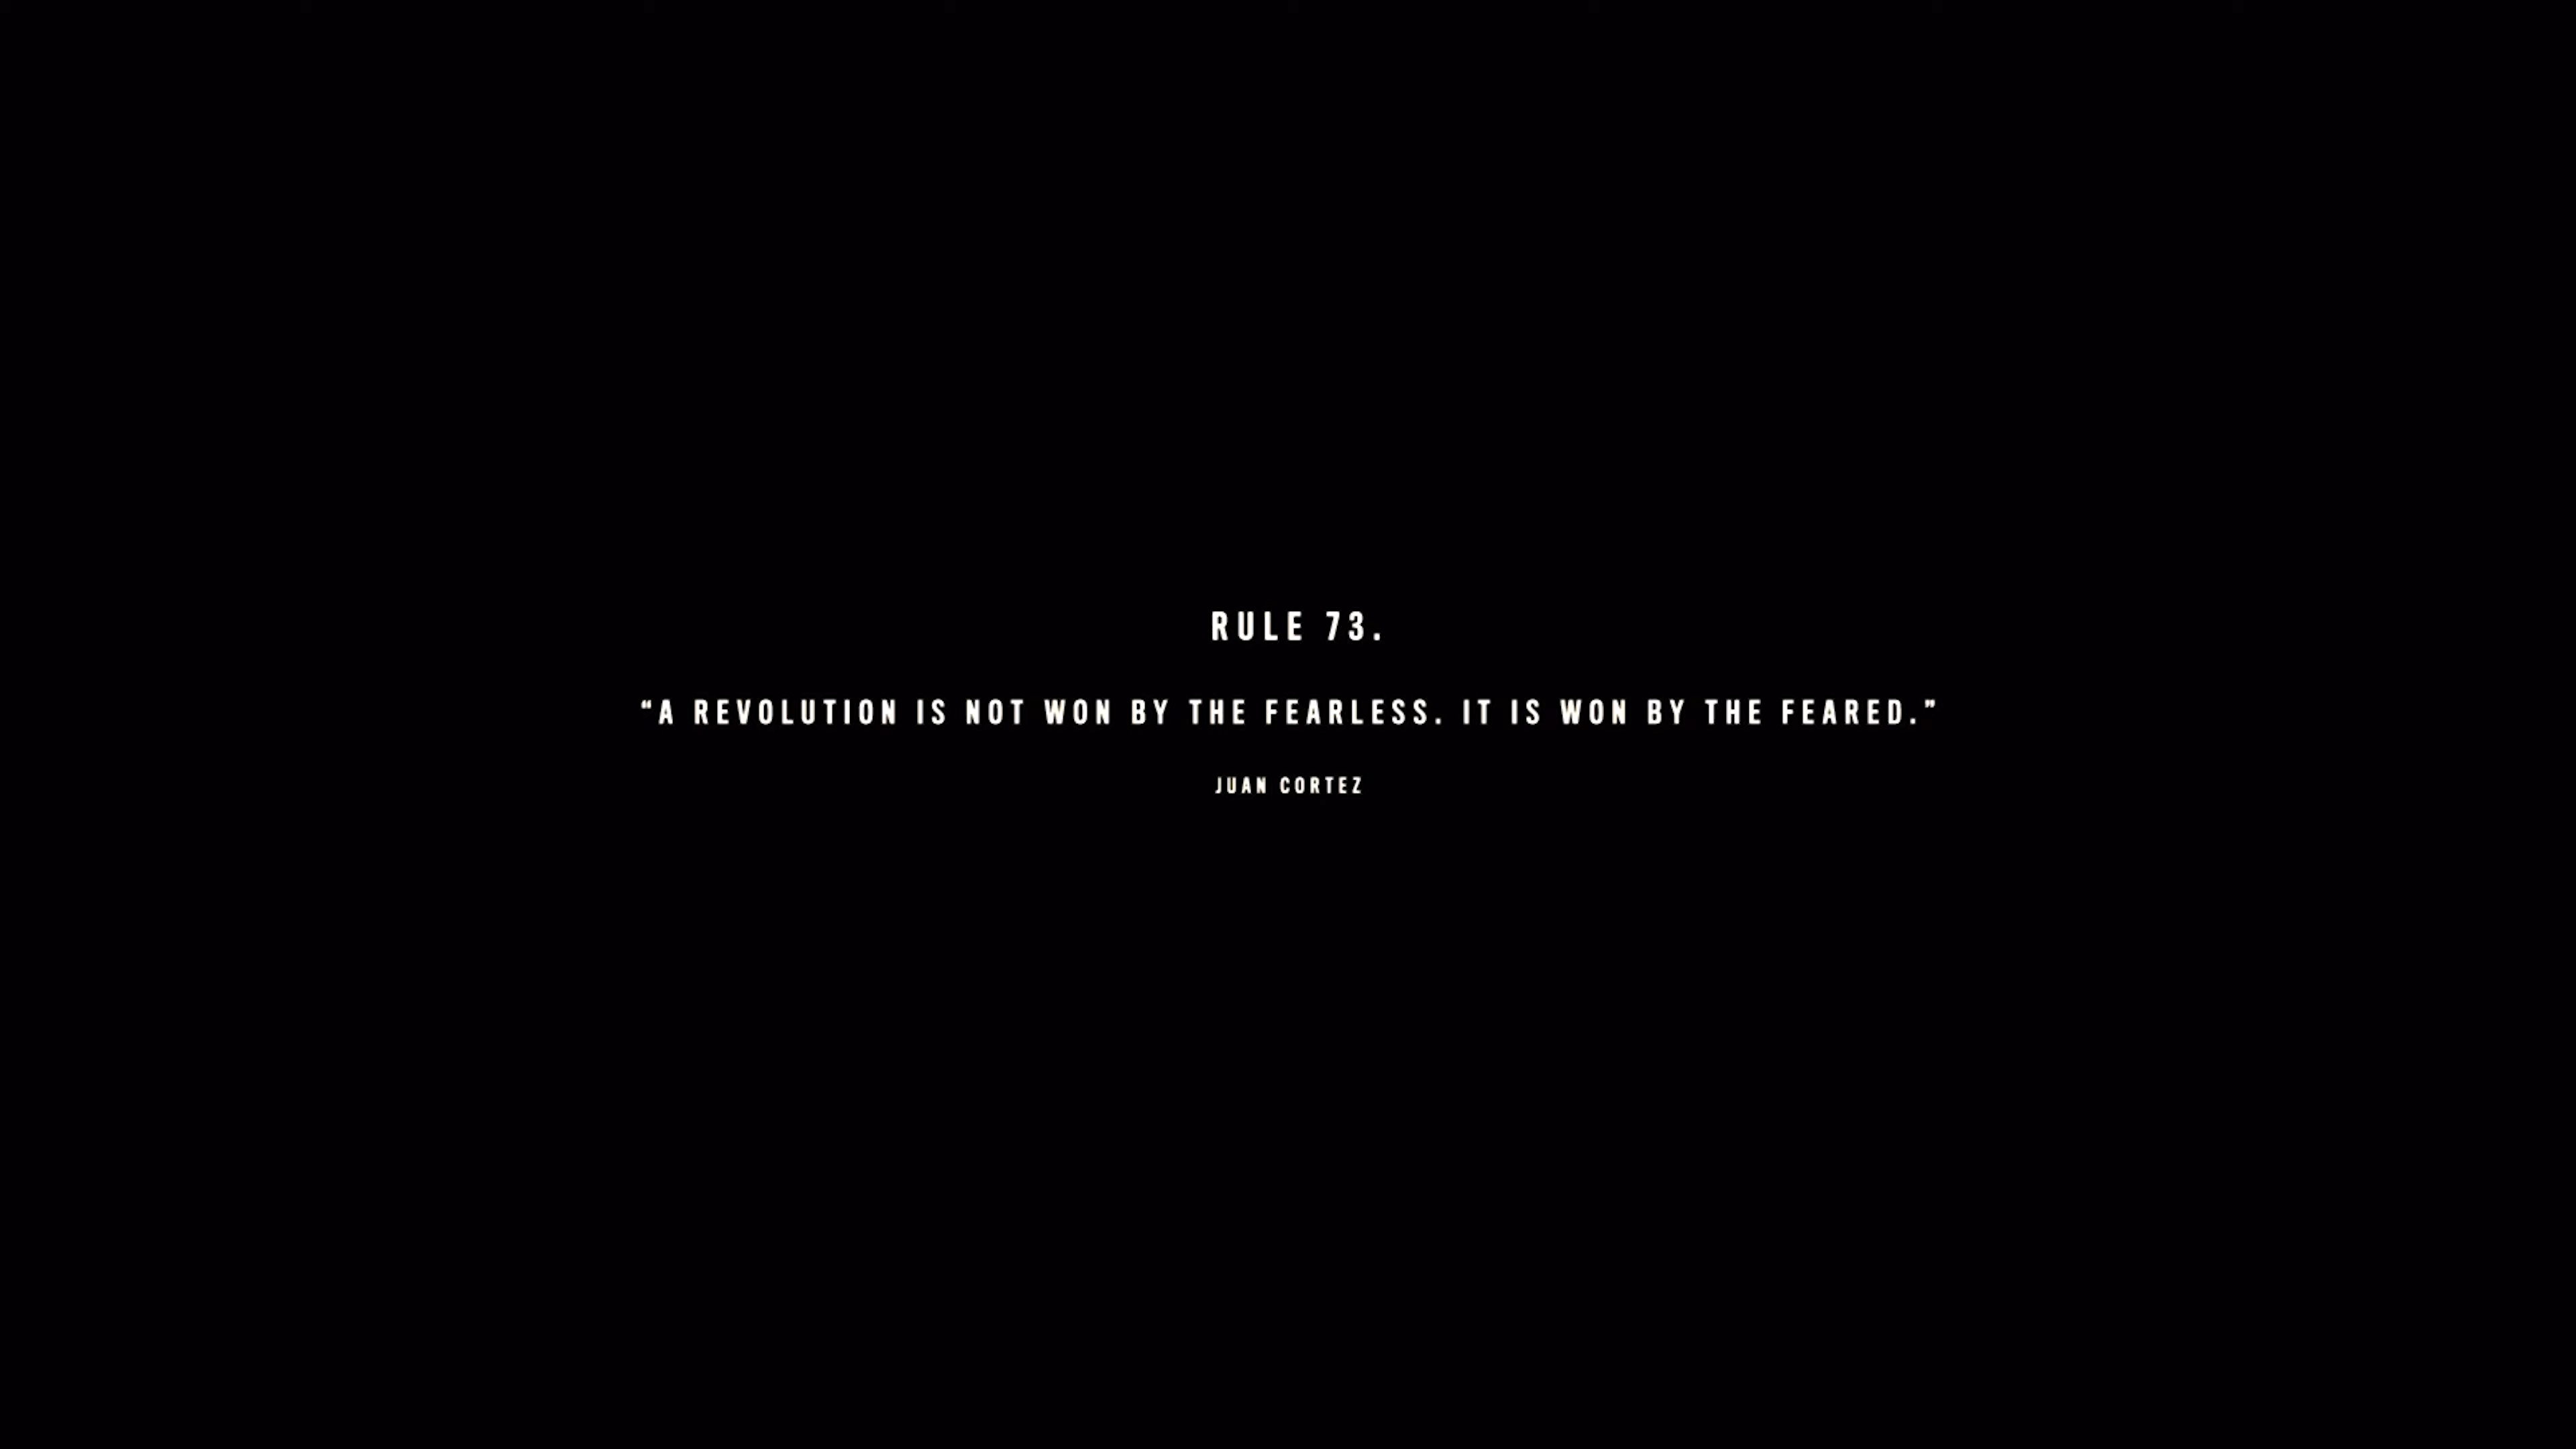 RULE 73.
“A REVOLUTION IS NOT WON BY THE FEARLESS. IT IS WON BY THE FEARED.”
JUAN CORTEZ